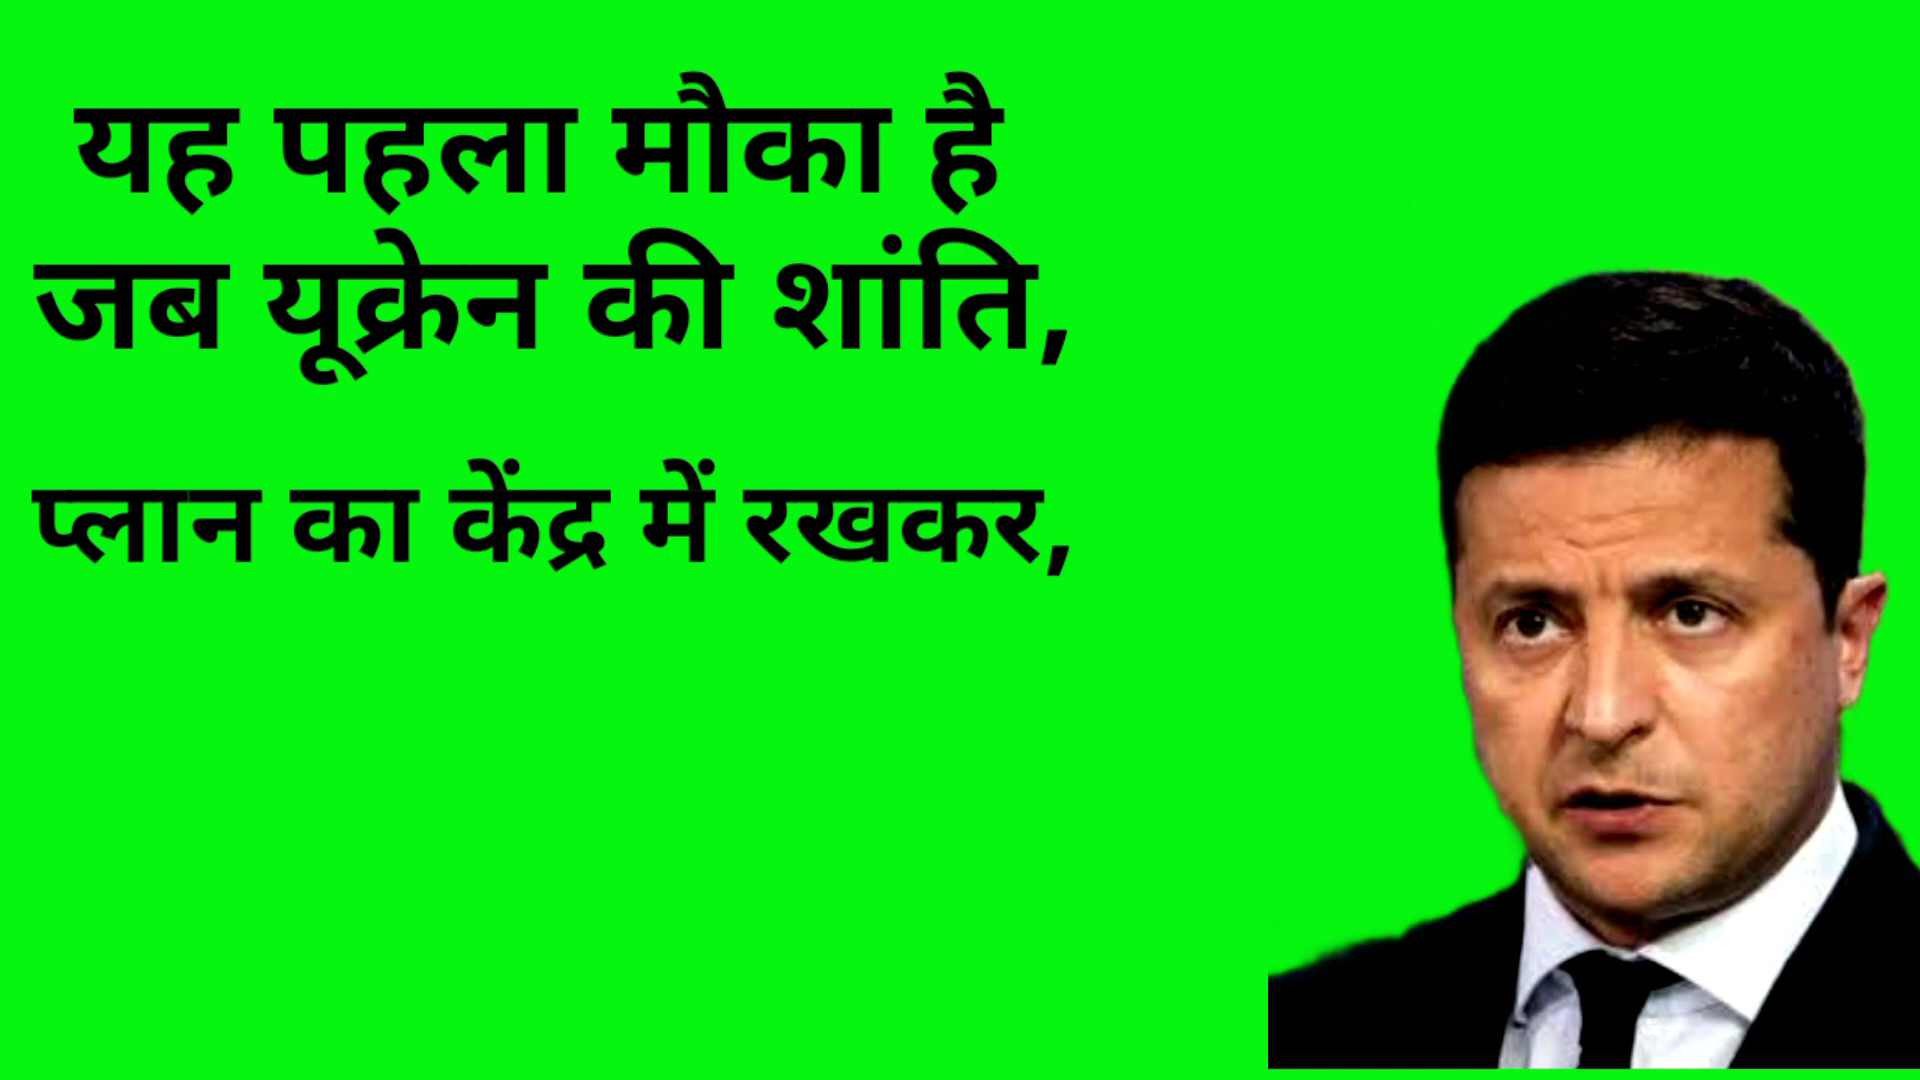 यह पहला मौका है
जब यूक्रेन की शांति,
प्लान का केंद्र में रखकर,